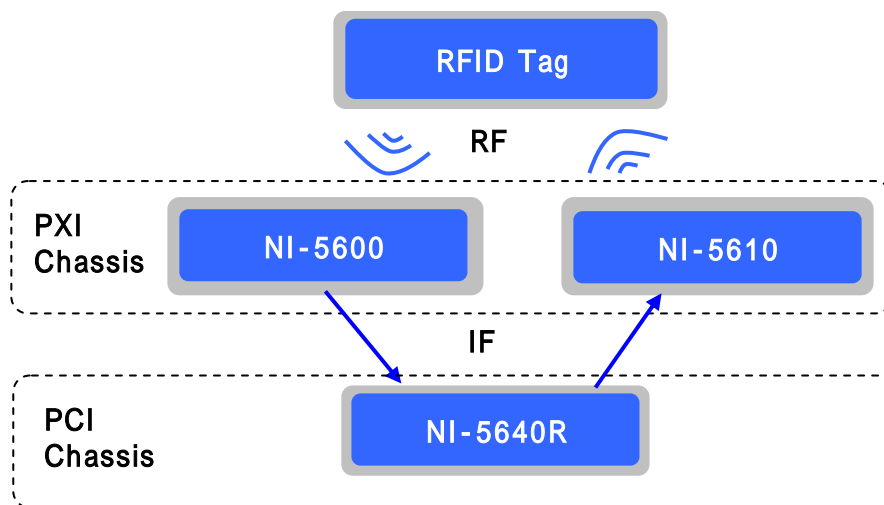 RFID Tag
RF
PXI
Chassis
NI-5600
NI-5610
IF
PCI
Chassis
NI-5640R